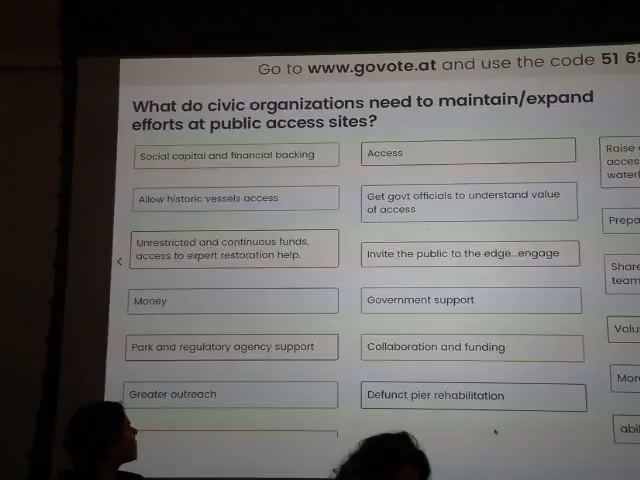 Go to www.govote.at and use the code 51
What do civic organizations need to maintain/expand
efforts at public access sites?
Social capital and financial backing
Allow historic vessels access
Unrestricted and continuous funds,
access to expert restoration help.
Money
Park and regulatory agency support
Greater outreach
Access
Get govt officials to understand value
of access
Invite the public to the edge...engage
Government support
Collaboration and funding
Defunct pier rehabilitation
Raise